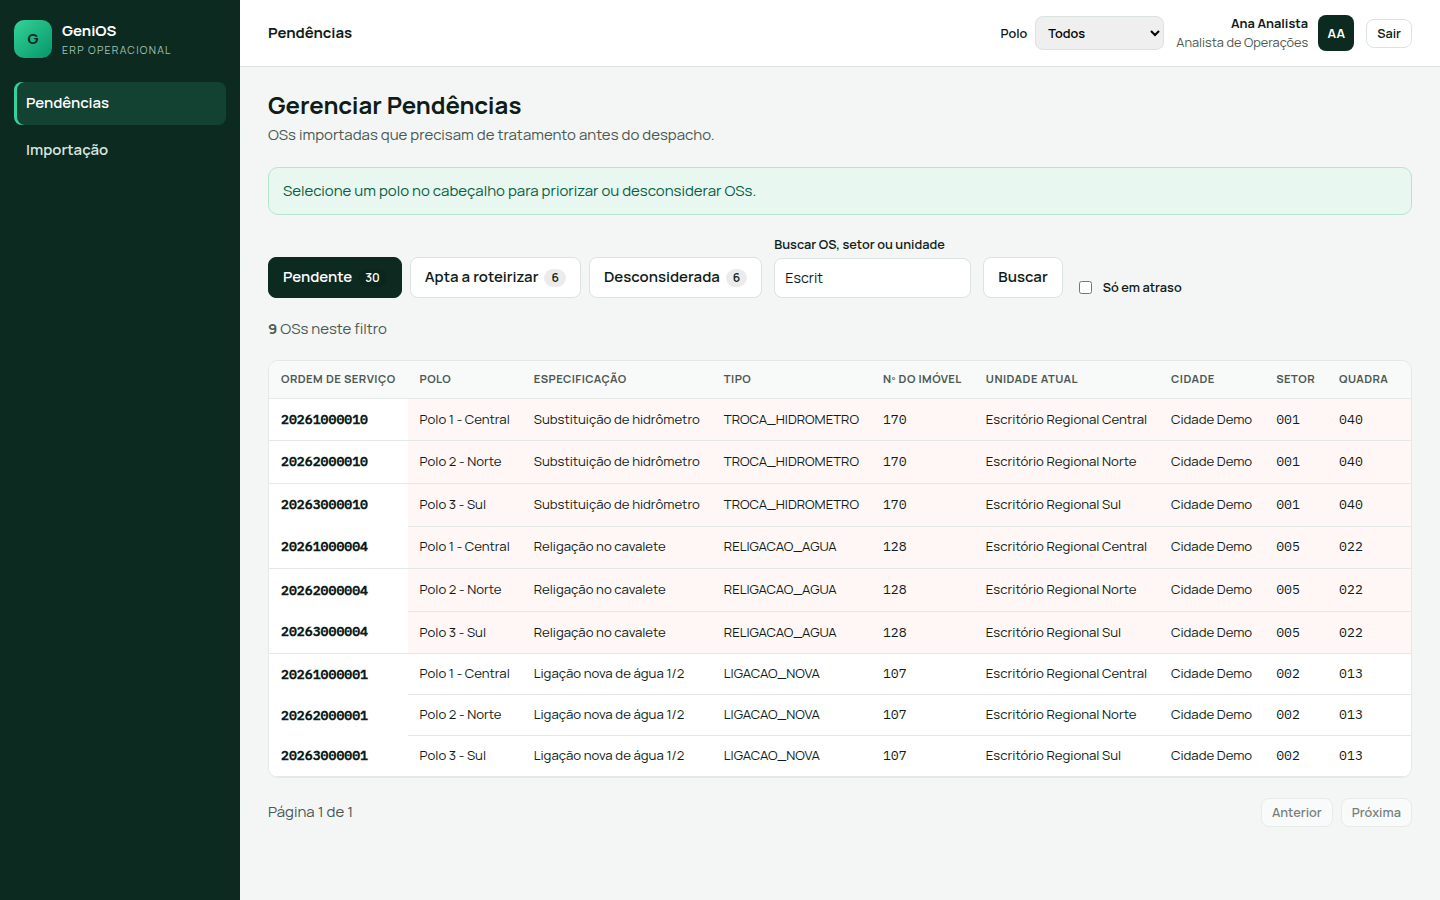 G
GeniOS
ERP OPERACIONAL
Pendências
Importação
Pendências
Polo Todos
Ana Analista
Analista de Operações
AA
Sair
Gerenciar Pendências
OSs importadas que precisam de tratamento antes do despacho.
Selecione um polo no cabeçalho para priorizar ou desconsiderar OSs.
Buscar OS, setor ou unidade
Pendente 30 Apta a roteirizar 6 Desconsiderada 6 Escrit Buscar Só em atraso
9 OSs neste filtro
ORDEM DE SERVIÇO POLO ESPECIFICAÇÃO TIPO Nº DO IMÓVEL UNIDADE ATUAL CIDADE SETOR QUADRA
20261000010 Polo 1 - Central Substituição de hidrômetro TROCA_HIDROMETRO 170 Escritório Regional Central Cidade Demo 001 040
20262000010 Polo 2 - Norte Substituição de hidrômetro TROCA_HIDROMETRO 170 Escritório Regional Norte Cidade Demo 001 040
20263000010 Polo 3 - Sul Substituição de hidrômetro TROCA_HIDROMETRO 170 Escritório Regional Sul Cidade Demo 001 040
20261000004 Polo 1 - Central Religação no cavalete RELIGACAO_AGUA 128 Escritório Regional Central Cidade Demo 005 022
20262000004 Polo 2 - Norte Religação no cavalete RELIGACAO_AGUA 128 Escritório Regional Norte Cidade Demo 005 022
20263000004 Polo 3 - Sul Religação no cavalete RELIGACAO_AGUA 128 Escritório Regional Sul Cidade Demo 005 022
20261000001 Polo 1 - Central Ligação nova de água 1/2 LIGACAO_NOVA 107 Escritório Regional Central Cidade Demo 002 013
20262000001 Polo 2 - Norte Ligação nova de água 1/2 LIGACAO_NOVA 107 Escritório Regional Norte Cidade Demo 002 013
20263000001 Polo 3 - Sul Ligação nova de água 1/2 LIGACAO_NOVA 107 Escritório Regional Sul Cidade Demo 002 013
Página 1 de 1 Anterior Próxima